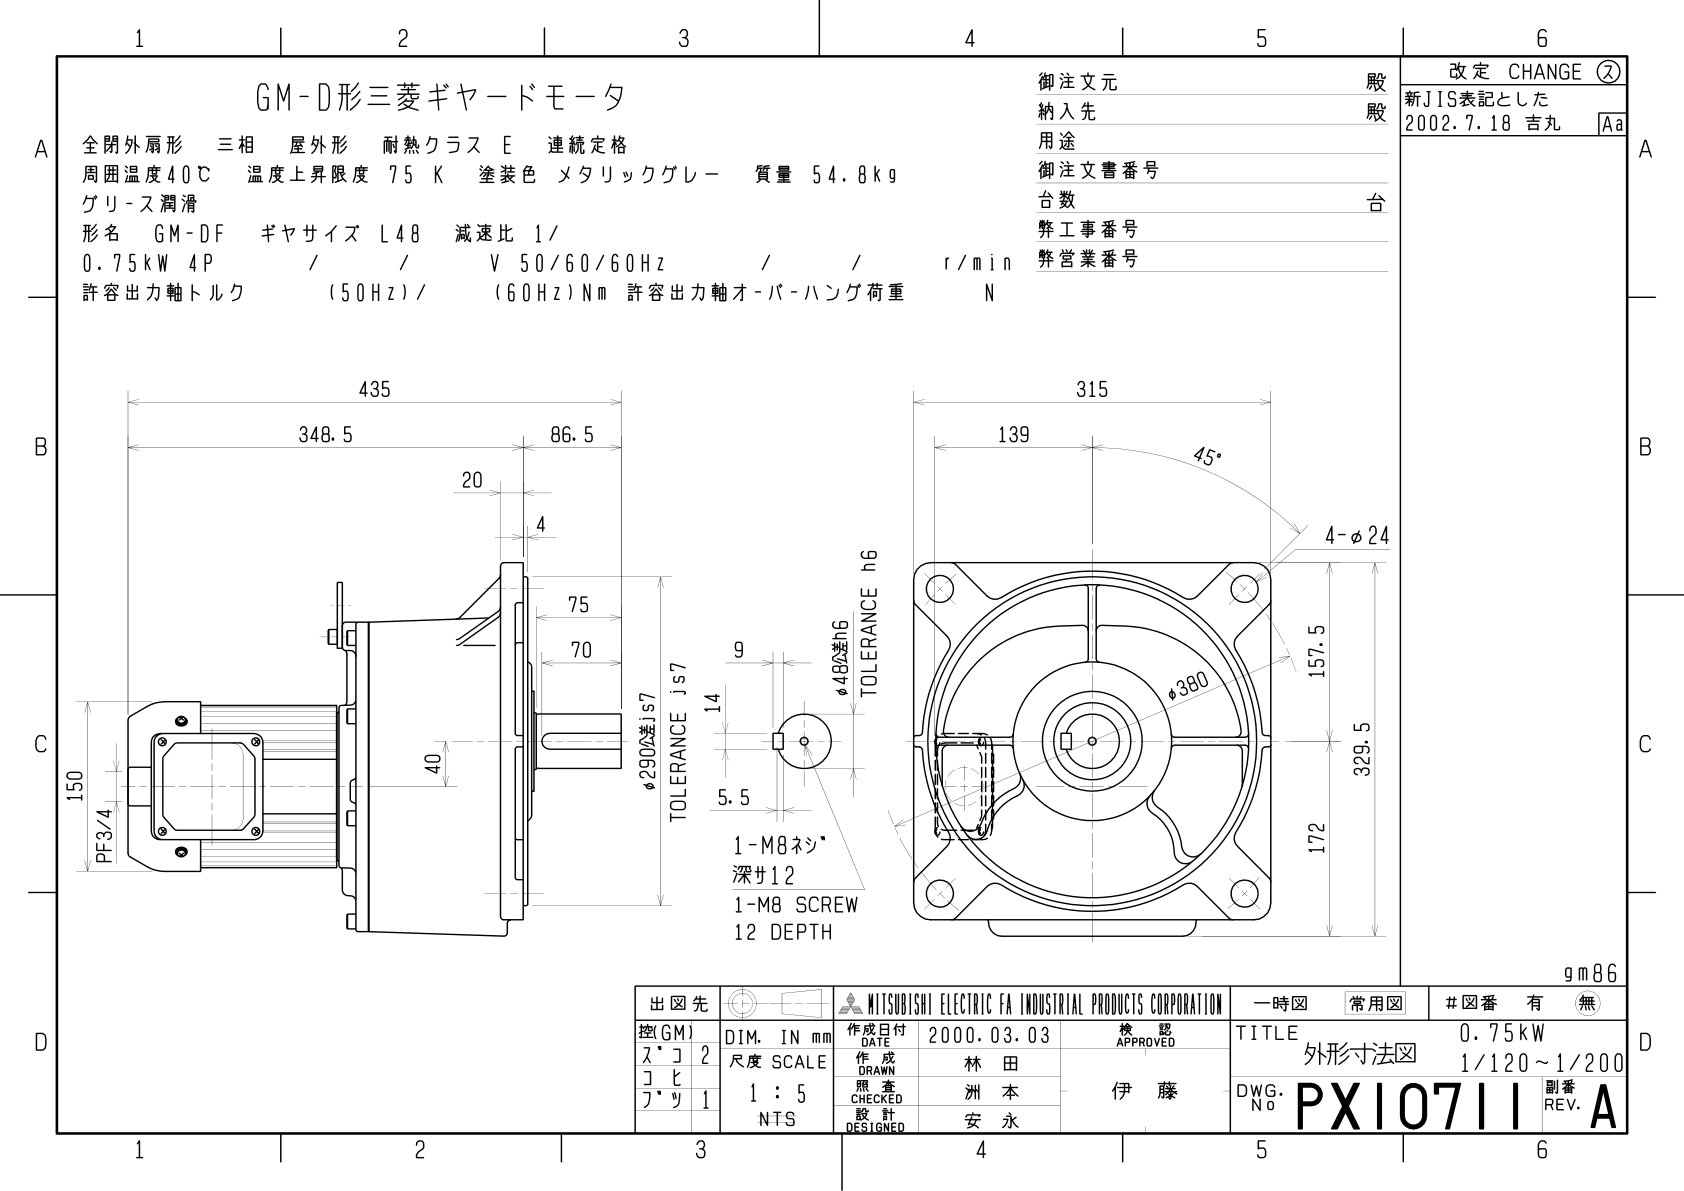 1 2 3 4 5 6
A A
B B
C C
D D
GM-D形三菱ギヤードモータ
全閉外扇形 三相 屋外形 耐熱クラス E 連続定格
周囲温度40℃ 温度上昇限度 75 K 塗装色 メタリックグレー 質量 54.8kg
グリース潤滑
形名 GM-DF ギヤサイズ L48 減速比 1/
0.75kW 4P / / V 50/60/60Hz / / r/min
許容出力軸トルク (50Hz)/ (60Hz)Nm 許容出力軸オーバーハング荷重 N
御注文元 殿
納入先 殿
用途
御注文書番号
台数 台
弊工事番号
弊営業番号
改定 CHANGE ス
新JIS表記とした
2002.7.18 吉丸 Aa
435
348.5 86.5
20
4
75
70
40
150
PF3/4
φ290公差js7
TOLERANCE js7
9
14
5.5
φ48公差h6
TOLERANCE h6
1-M8ネジ
深サ12
1-M8 SCREW
12 DEPTH
315
139
45°
4-φ24
φ380
157.5
329.5
172
gm86
出図先
MITSUBISHI ELECTRIC FA INDUSTRIAL PRODUCTS CORPORATION
一時図 常用図 #図番 有 無
控(GM)
ズコ 2
コヒ
ブツ 1
DIM. IN mm
尺度 SCALE
1 : 5
NTS
作成日付 DATE 2000.03.03
作成 DRAWN 林田
照査 CHECKED 洲本
設計 DESIGNED 安永
検認 APPROVED
伊藤
TITLE 0.75kW
外形寸法図 1/120~1/200
DWG. No PX10711
副番 REV. A
1 2 3 4 5 6